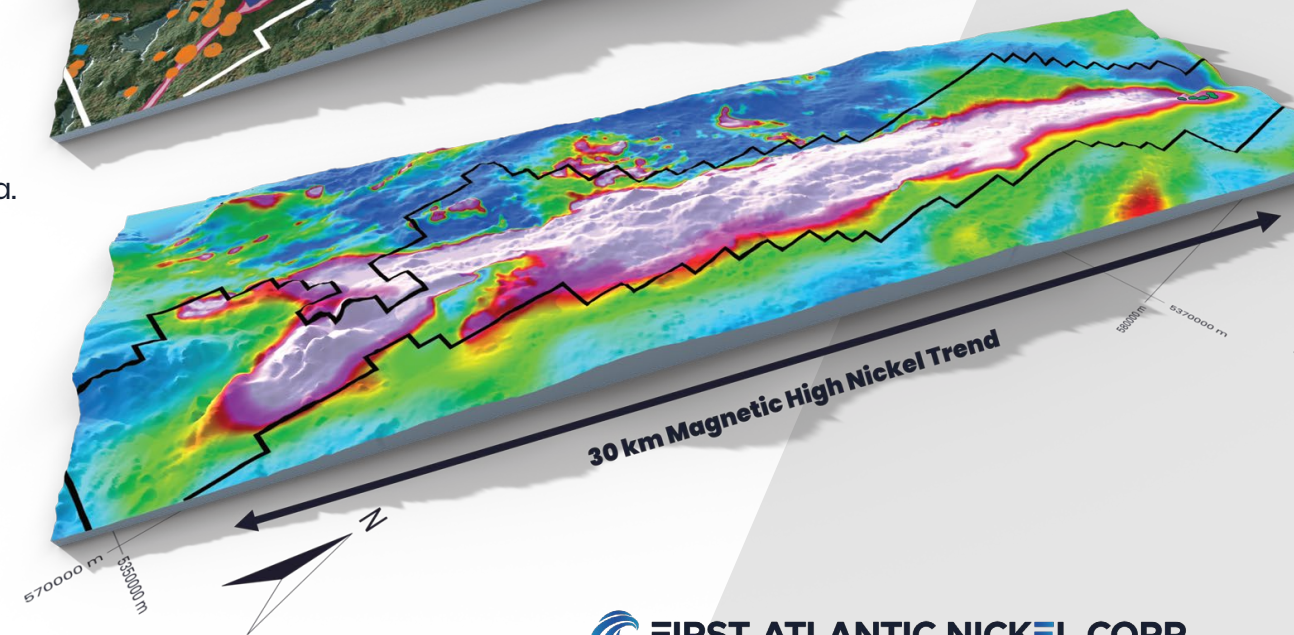 a.
30 km Magnetic High Nickel Trend
580000 m
5370000 m
N
570000 m
5350000 m
FIRST ATLANTIC NICKEL CORP